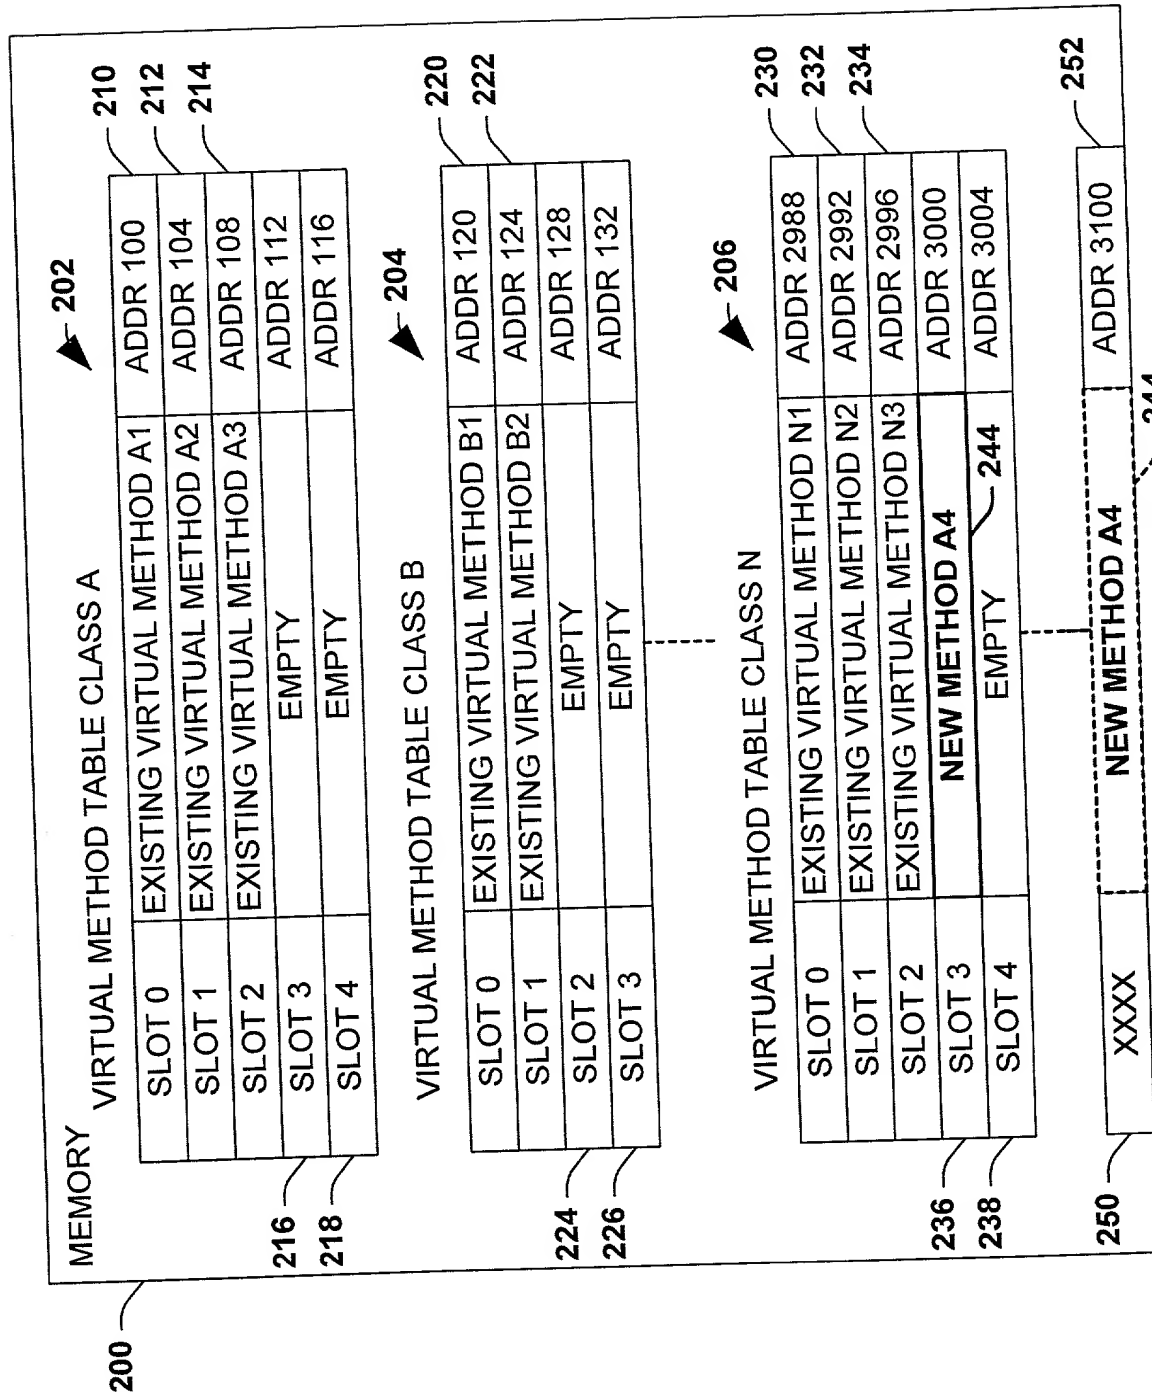 200
MEMORY
VIRTUAL METHOD TABLE CLASS A
202
SLOT 0 EXISTING VIRTUAL METHOD A1 ADDR 100 210
SLOT 1 EXISTING VIRTUAL METHOD A2 ADDR 104 212
SLOT 2 EXISTING VIRTUAL METHOD A3 ADDR 108 214
216 SLOT 3 EMPTY ADDR 112
218 SLOT 4 EMPTY ADDR 116
VIRTUAL METHOD TABLE CLASS B
204
SLOT 0 EXISTING VIRTUAL METHOD B1 ADDR 120 220
SLOT 1 EXISTING VIRTUAL METHOD B2 ADDR 124 222
224 SLOT 2 EMPTY ADDR 128
226 SLOT 3 EMPTY ADDR 132
VIRTUAL METHOD TABLE CLASS N
206
SLOT 0 EXISTING VIRTUAL METHOD N1 ADDR 2988 230
SLOT 1 EXISTING VIRTUAL METHOD N2 ADDR 2992 232
SLOT 2 EXISTING VIRTUAL METHOD N3 ADDR 2996 234
236 SLOT 3 NEW METHOD A4 ADDR 3000
238 SLOT 4 EMPTY 244 ADDR 3004
250 XXXX NEW METHOD A4 ADDR 3100 252